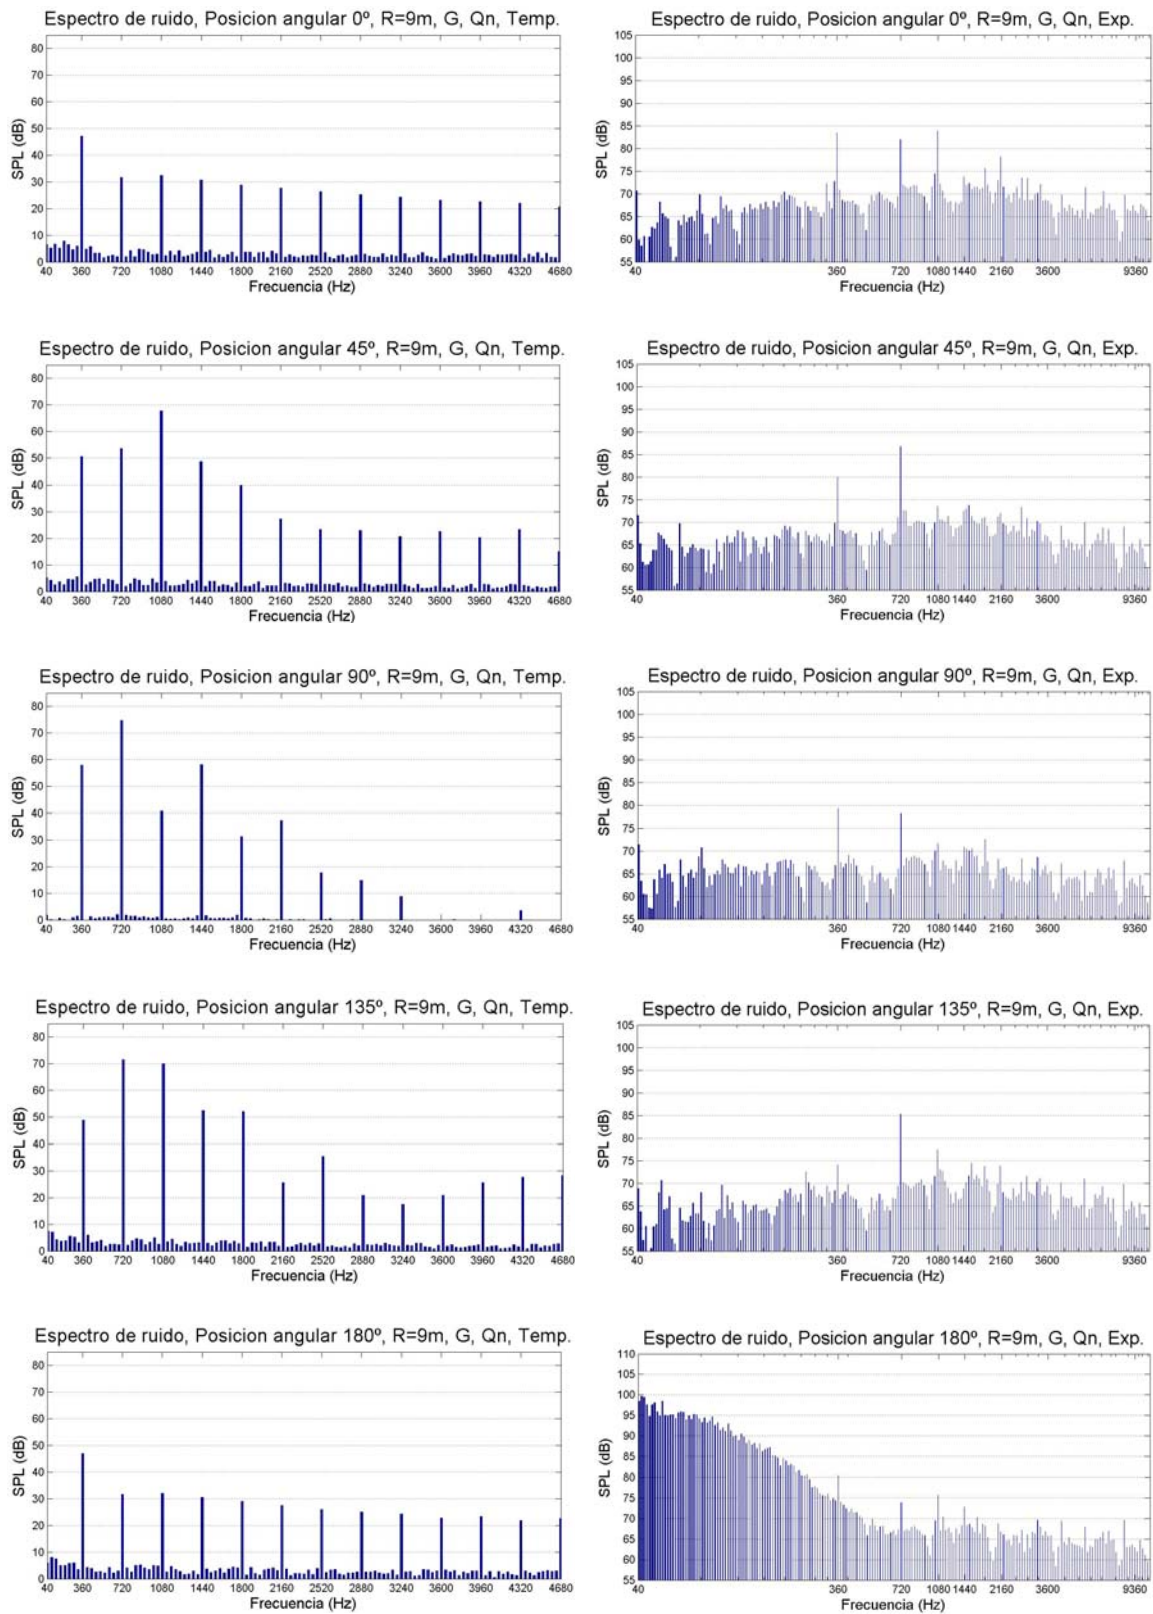 Espectro de ruido, Posicion angular 0º, R=9m, G, Qn, Temp.
SPL (dB)
80
70
60
50
40
30
20
10
0
40 360 720 1080 1440 1800 2160 2520 2880 3240 3600 3960 4320 4680
Frecuencia (Hz)
Espectro de ruido, Posicion angular 0º, R=9m, G, Qn, Exp.
SPL (dB)
105
100
95
90
85
80
75
70
65
60
55
40 360 720 1080 1440 2160 3600 9360
Frecuencia (Hz)
Espectro de ruido, Posicion angular 45º, R=9m, G, Qn, Temp.
SPL (dB)
80
70
60
50
40
30
20
10
0
40 360 720 1080 1440 1800 2160 2520 2880 3240 3600 3960 4320 4680
Frecuencia (Hz)
Espectro de ruido, Posicion angular 45º, R=9m, G, Qn, Exp.
SPL (dB)
105
100
95
90
85
80
75
70
65
60
55
40 360 720 1080 1440 2160 3600 9360
Frecuencia (Hz)
Espectro de ruido, Posicion angular 90º, R=9m, G, Qn, Temp.
SPL (dB)
80
70
60
50
40
30
20
10
0
40 360 720 1080 1440 1800 2160 2520 2880 3240 3600 3960 4320 4680
Frecuencia (Hz)
Espectro de ruido, Posicion angular 90º, R=9m, G, Qn, Exp.
SPL (dB)
105
100
95
90
85
80
75
70
65
60
55
40 360 720 1080 1440 2160 3600 9360
Frecuencia (Hz)
Espectro de ruido, Posicion angular 135º, R=9m, G, Qn, Temp.
SPL (dB)
80
70
60
50
40
30
20
10
0
40 360 720 1080 1440 1800 2160 2520 2880 3240 3600 3960 4320 4680
Frecuencia (Hz)
Espectro de ruido, Posicion angular 135º, R=9m, G, Qn, Exp.
SPL (dB)
105
100
95
90
85
80
75
70
65
60
55
40 360 720 1080 1440 2160 3600 9360
Frecuencia (Hz)
Espectro de ruido, Posicion angular 180º, R=9m, G, Qn, Temp.
SPL (dB)
80
70
60
50
40
30
20
10
0
40 360 720 1080 1440 1800 2160 2520 2880 3240 3600 3960 4320 4680
Frecuencia (Hz)
Espectro de ruido, Posicion angular 180º, R=9m, G, Qn, Exp.
SPL (dB)
110
105
100
95
90
85
80
75
70
65
60
55
40 360 720 1080 1440 2160 3600 9360
Frecuencia (Hz)